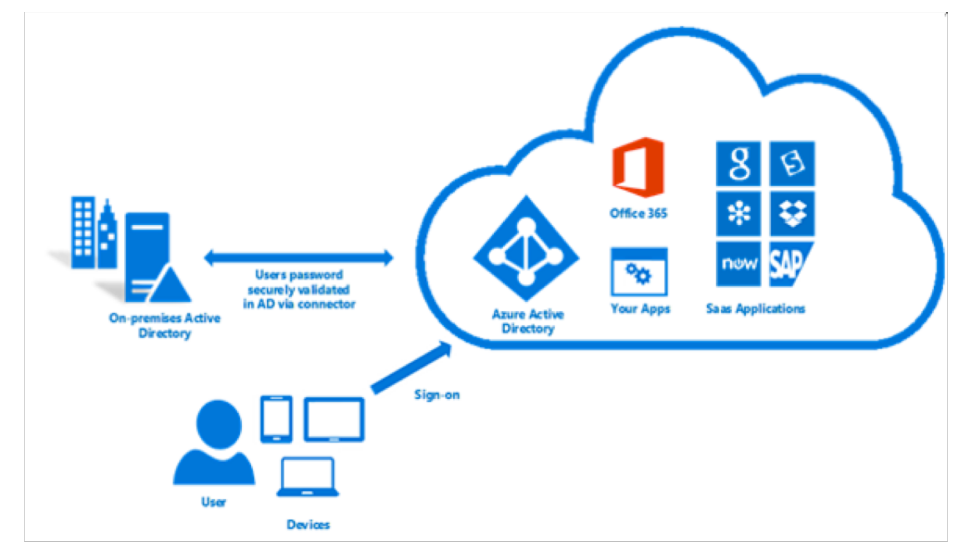 Office 365
g
S
now
SAP
Your Apps
Saas Applications
Azure Active
Directory
Users password
securely validated
in AD via connector
On-premises Active
Directory
Sign-on
User
Devices